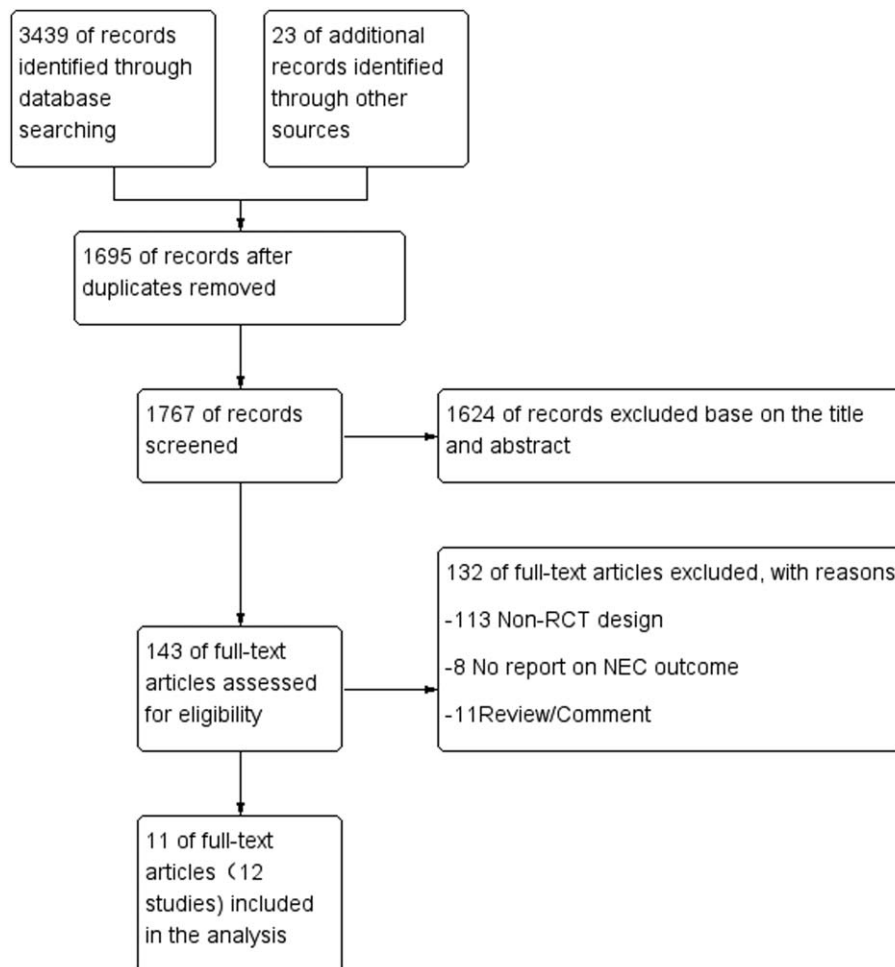 3439 of records
identified through
database
searching
23 of additional
records identified
through other
sources
1695 of records after
duplicates removed
1767 of records
screened
1624 of records excluded base on the title
and abstract
143 of full-text
articles assessed
for eligibility
132 of full-text articles excluded, with reasons
-113 Non-RCT design
-8 No report on NEC outcome
-11Review/Comment
11 of full-text
articles（12
studies) included
in the analysis